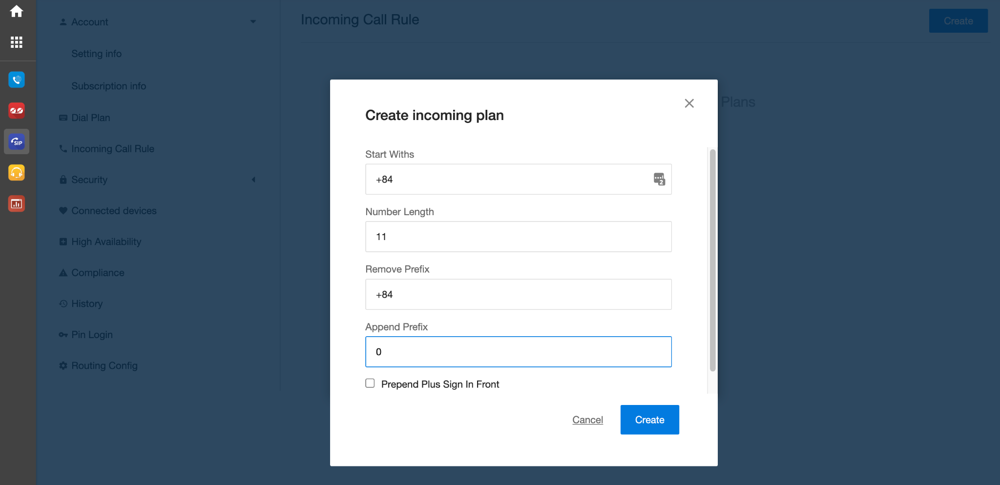 Account
Setting info
Subscription info
Dial Plan
Incoming Call Rule
Security
Connected devices
High Availability
Compliance
History
Pin Login
Routing Config
SIP
Incoming Call Rule
Create
Plans
Create incoming plan
Start Withs
+84
2
Number Length
11
Remove Prefix
+84
Append Prefix
0
Prepend Plus Sign In Front
Cancel
Create